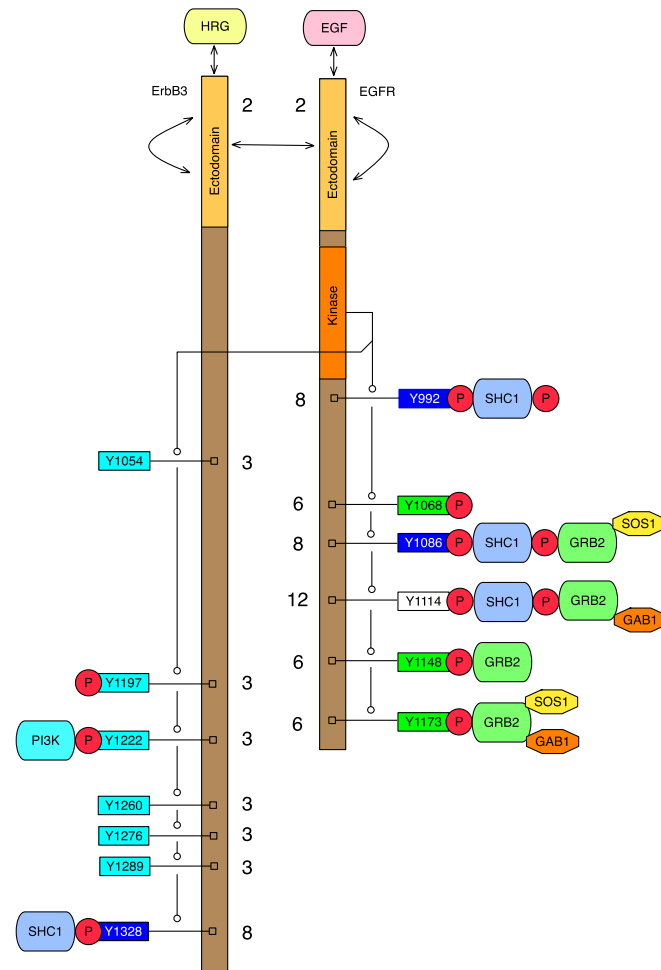 HRG
EGF
ErbB3
EGFR
2
2
Ectodomain
Ectodomain
Kinase
8
Y992
P
SHC1
P
Y1054
3
6
Y1068
P
SOS1
8
Y1086
P
SHC1
P
GRB2
12
Y1114
P
SHC1
P
GRB2
GAB1
6
Y1148
P
GRB2
P
Y1197
3
SOS1
6
Y1173
P
GRB2
GAB1
PI3K
P
Y1222
3
Y1260
3
Y1276
3
Y1289
3
SHC1
P
Y1328
8